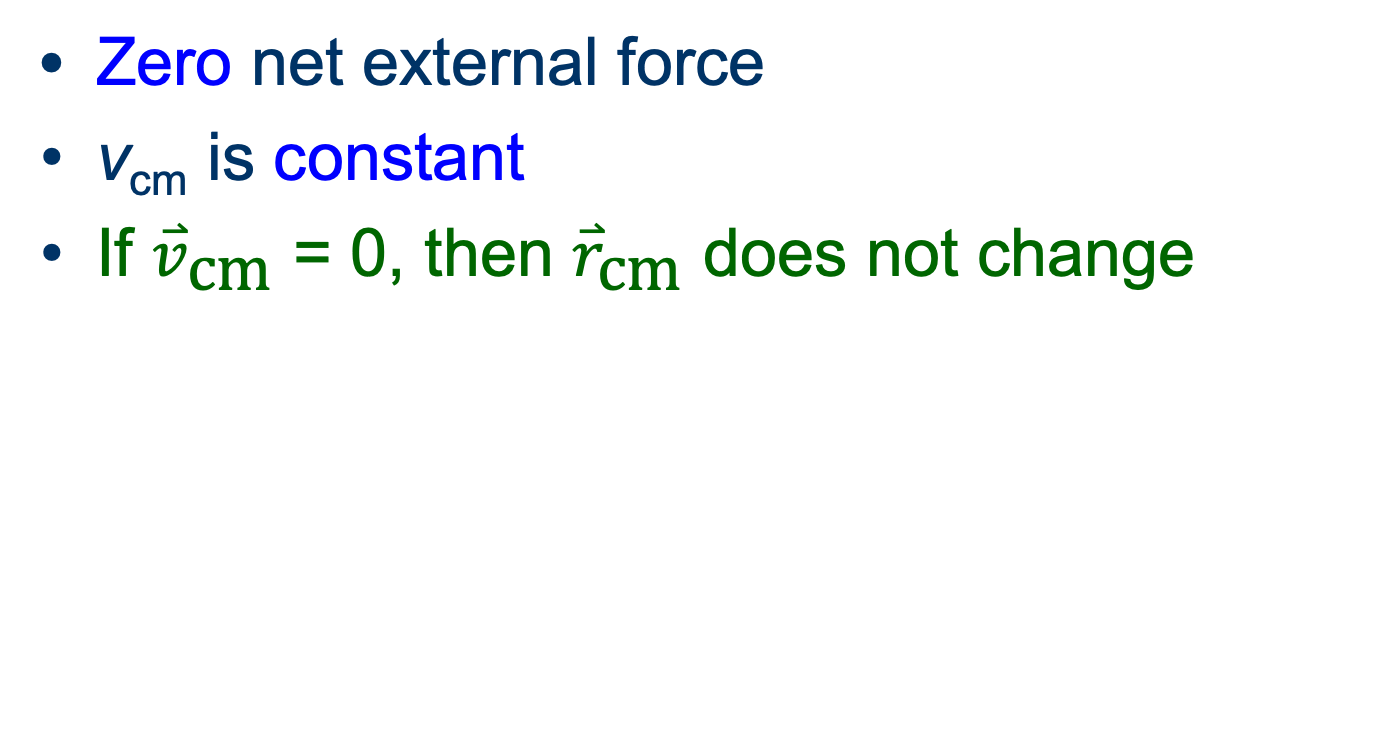 • Zero net external force
• vcm is constant
• If v⃗cm = 0, then r⃗cm does not change